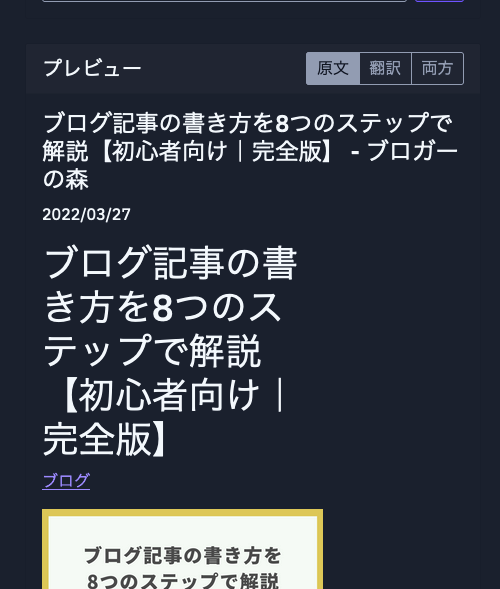 プレビュー
原文 翻訳 両方
ブログ記事の書き方を8つのステップで
解説【初心者向け｜完全版】 - ブロガー
の森
2022/03/27
ブログ記事の書
き方を8つのス
テップで解説
【初心者向け｜
完全版】
ブログ
ブログ記事の書き方を
8つのステップで解説